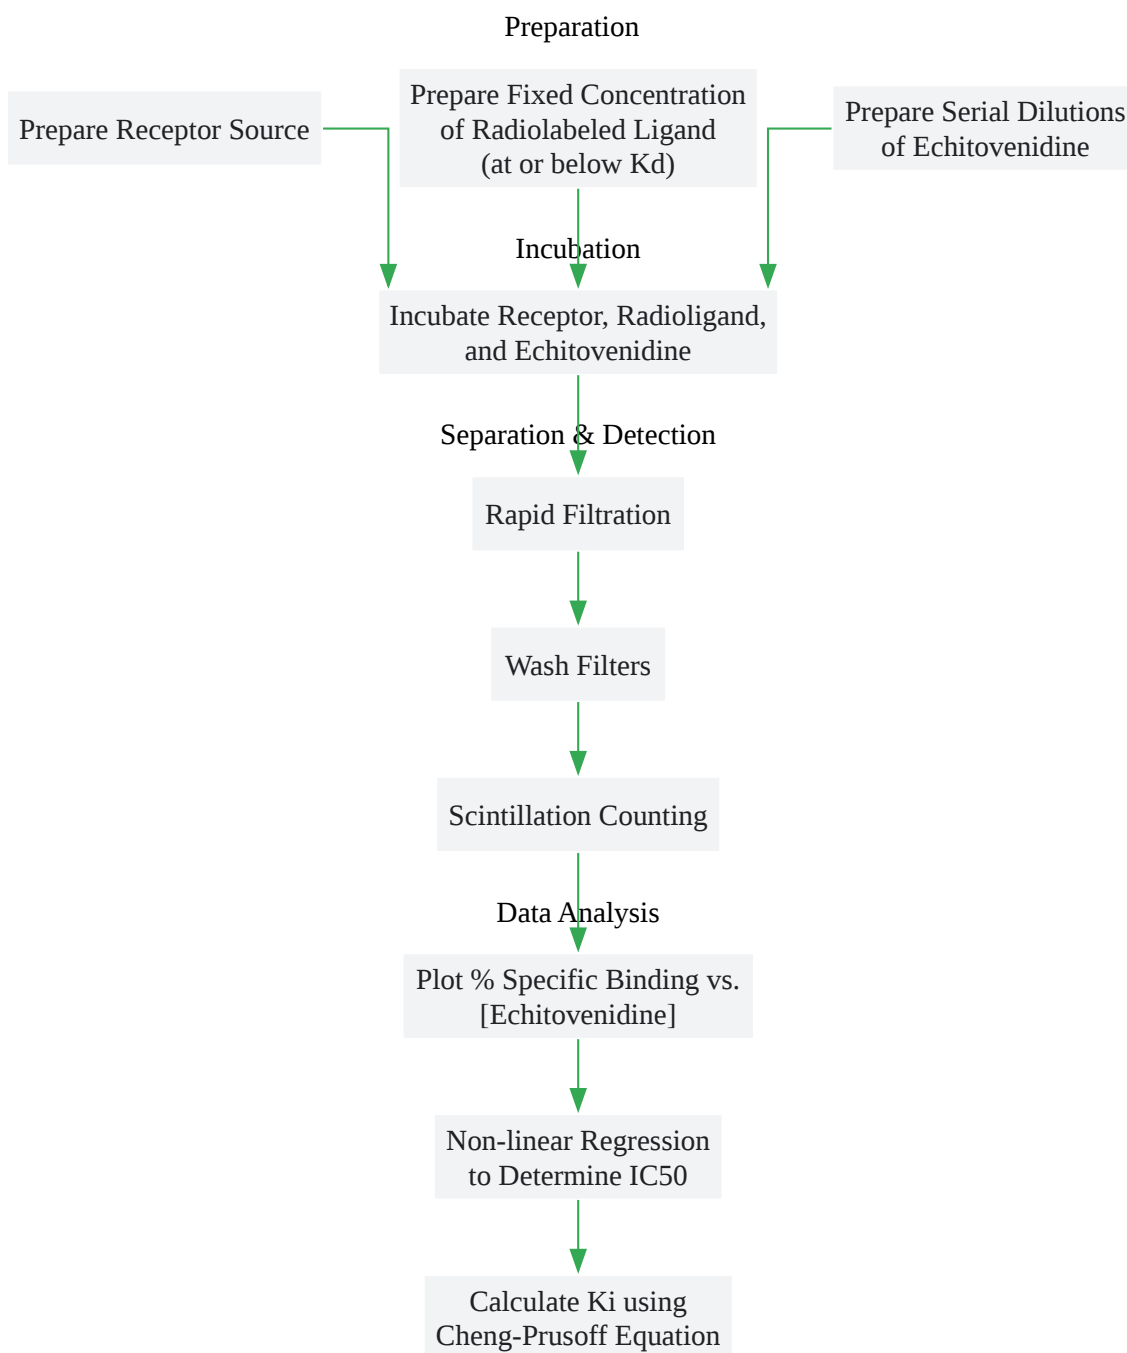 Preparation
Prepare Receptor Source
Prepare Fixed Concentration
of Radiolabeled Ligand
(at or below Kd)
Prepare Serial Dilutions
of Echitovenidine
Incubation
Incubate Receptor, Radioligand,
and Echitovenidine
Separation & Detection
Rapid Filtration
Wash Filters
Scintillation Counting
Data Analysis
Plot % Specific Binding vs.
[Echitovenidine]
Non-linear Regression
to Determine IC50
Calculate Ki using
Cheng-Prusoff Equation